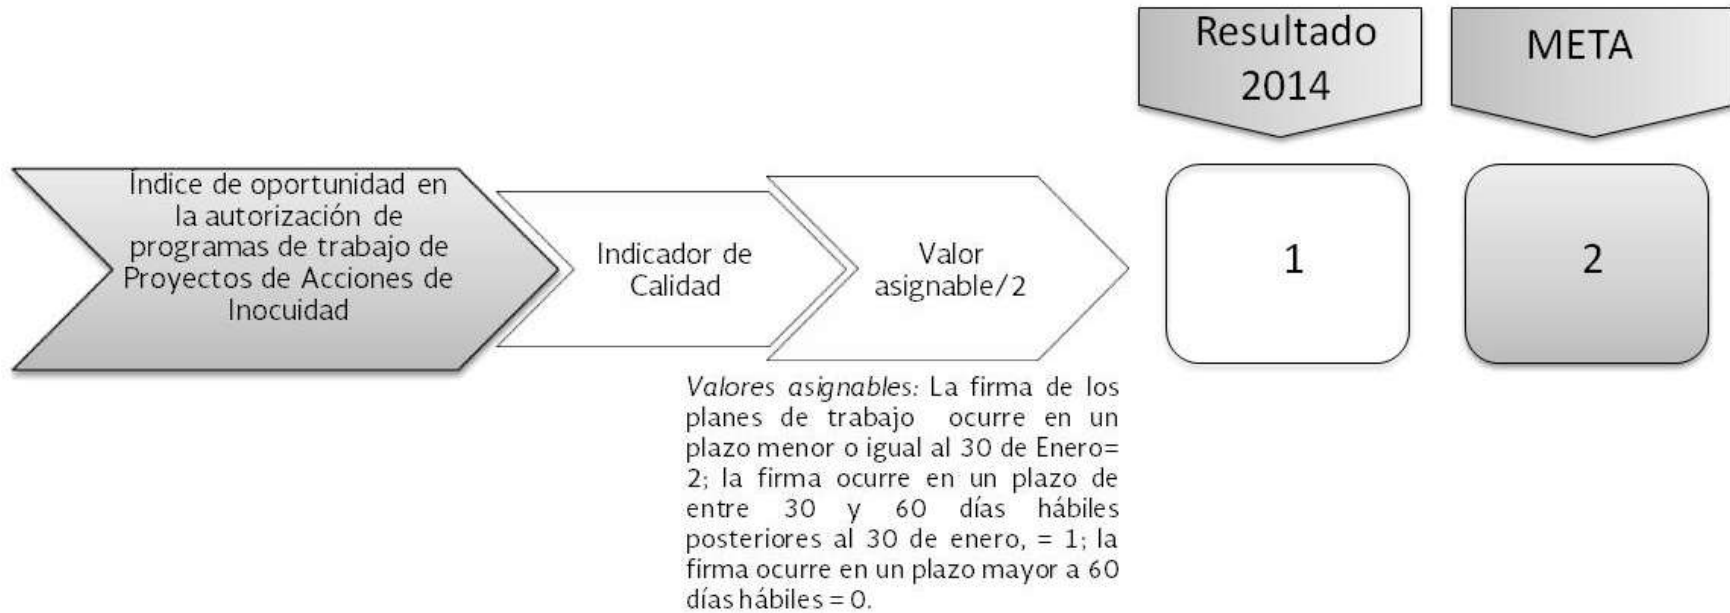 Resultado
2014
META
Índice de oportunidad en
la autorización de
programas de trabajo de
Proyectos de Acciones de
Inocuidad
Indicador de
Calidad
Valor
asignable/2
1
2
Valores asignables: La firma de los
planes de trabajo ocurre en un
plazo menor o igual al 30 de Enero=
2; la firma ocurre en un plazo de
entre 30 y 60 días hábiles
posteriores al 30 de enero, = 1; la
firma ocurre en un plazo mayor a 60
días hábiles = 0.